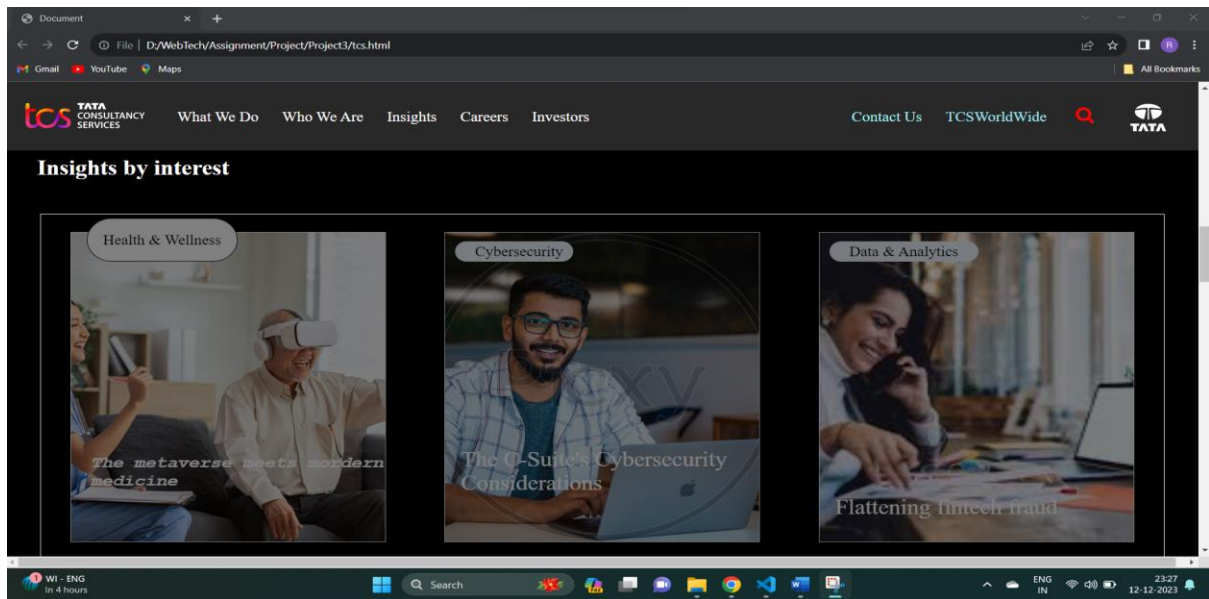 Document
File | D:/WebTech/Assignment/Project/Project3/tcs.html
Gmail YouTube Maps All Bookmarks
tcs TATA CONSULTANCY SERVICES What We Do Who We Are Insights Careers Investors Contact Us TCSWorldWide TATA
Insights by interest
Health & Wellness
The metaverse meets mordern
medicine
Cybersecurity
The C-Suite's Cybersecurity
Considerations
Data & Analytics
Flattening fintech fraud
WI - ENG
In 4 hours
Search
ENG
IN
23:27
12-12-2023